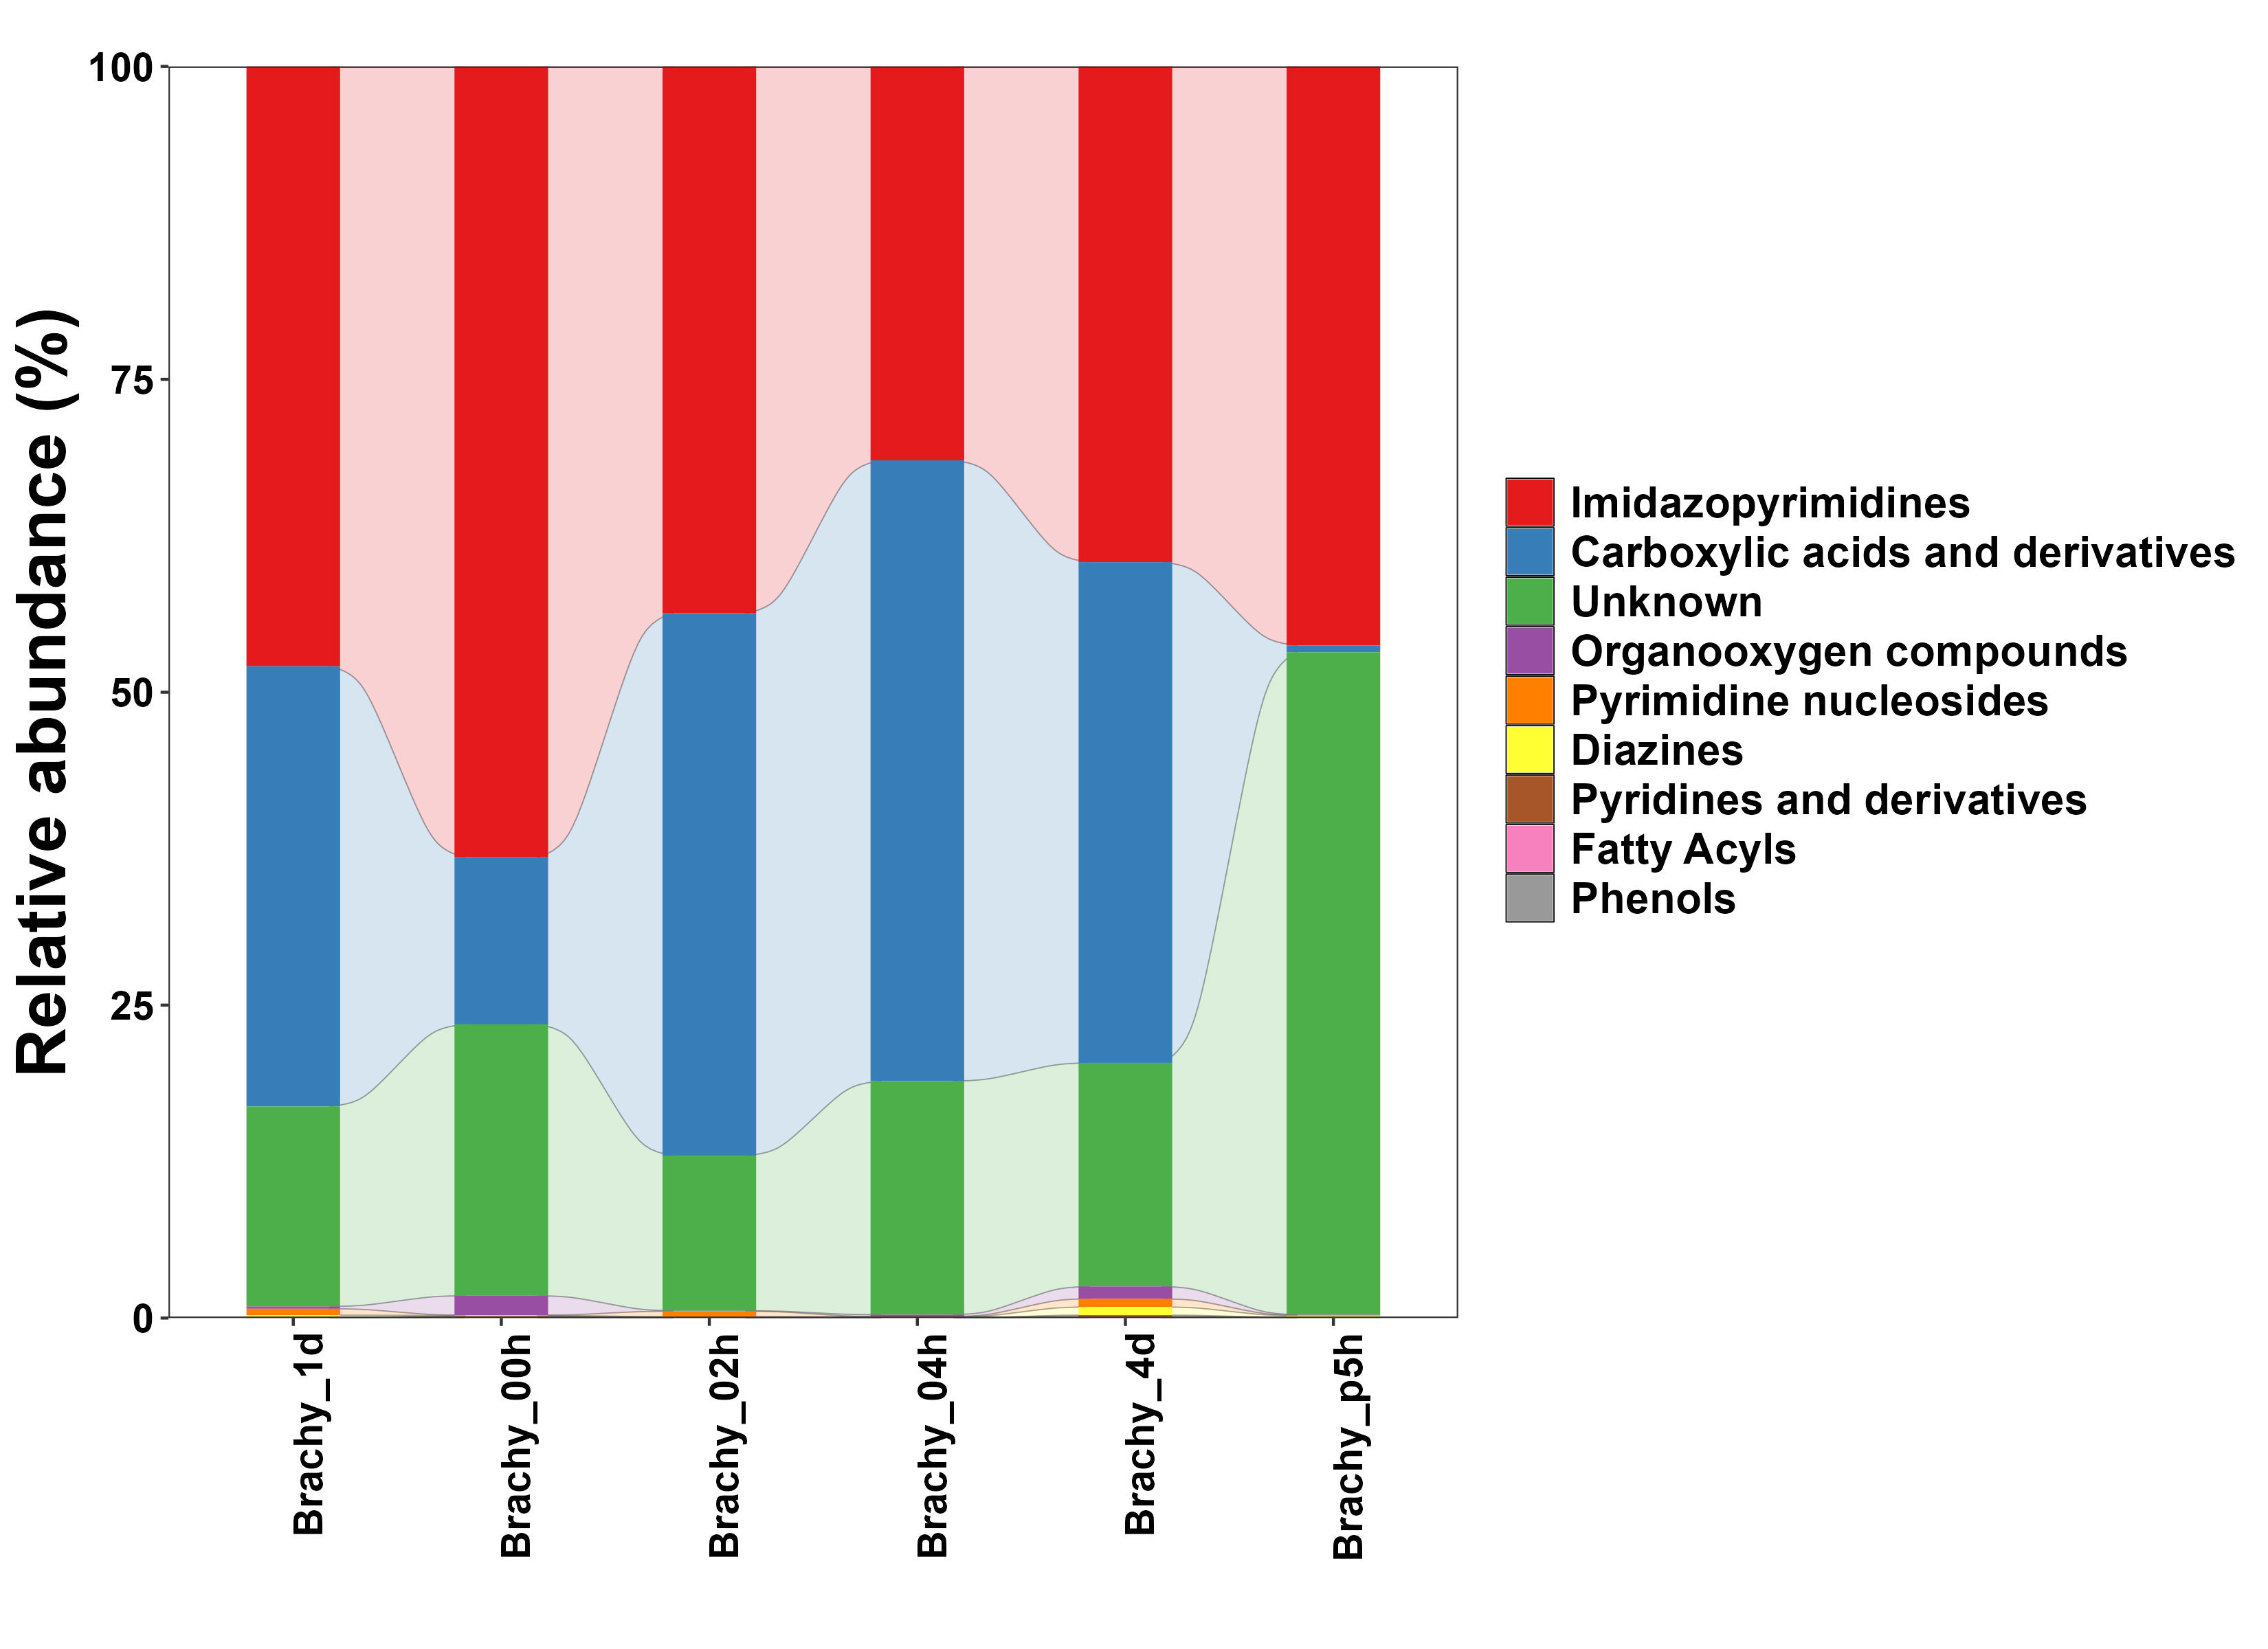 Relative abundance (%)
100
75
50
25
0
Brachy_1d
Brachy_00h
Brachy_02h
Brachy_04h
Brachy_4d
Brachy_p5h
Imidazopyrimidines
Carboxylic acids and derivatives
Unknown
Organooxygen compounds
Pyrimidine nucleosides
Diazines
Pyridines and derivatives
Fatty Acyls
Phenols